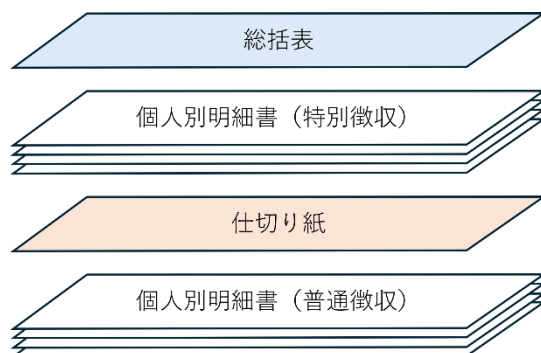 総括表
個人別明細書（特別徴収）
仕切り紙
個人別明細書（普通徴収）